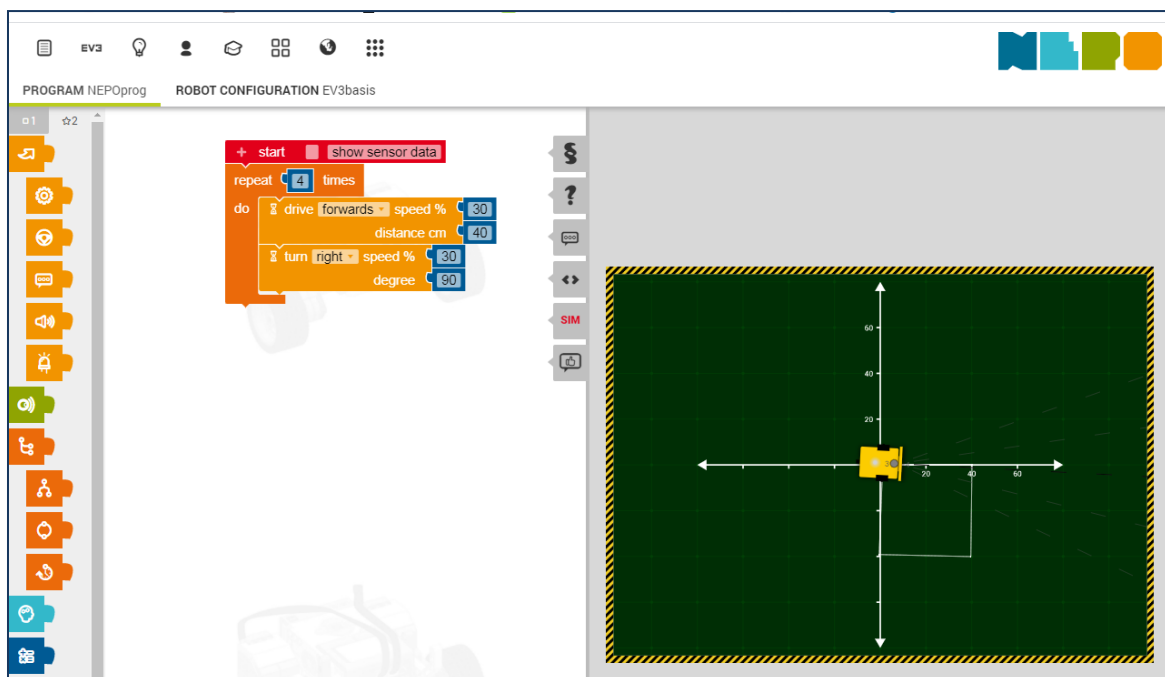 EV3
NEPO
PROGRAM NEPOprog ROBOT CONFIGURATION EV3basis
1 2
+ start show sensor data
repeat 4 times
do drive forwards speed % 30
distance cm 40
turn right speed % 30
degree 90
SIM
60
40
20
20 40 60